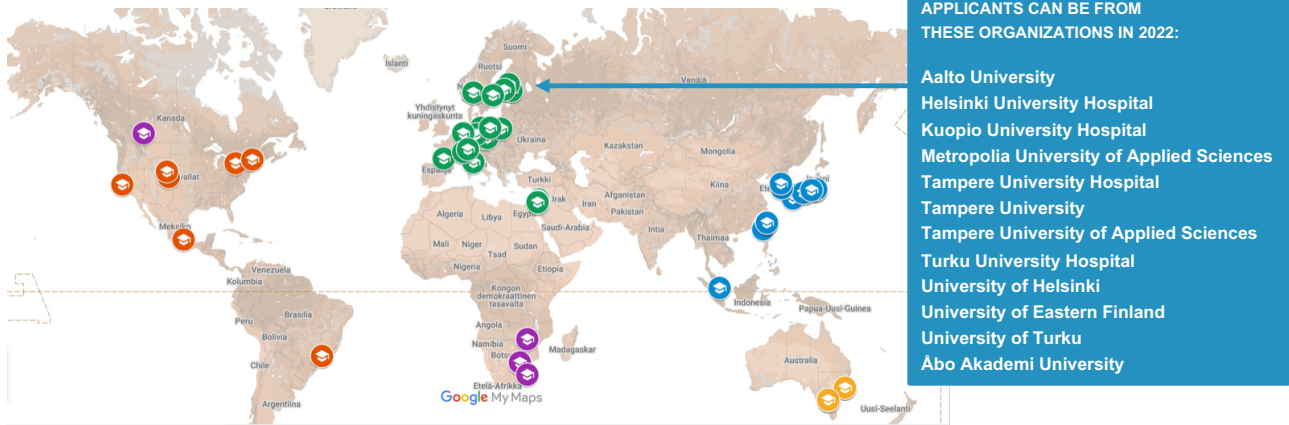 APPLICANTS CAN BE FROM
THESE ORGANIZATIONS IN 2022:
Aalto University
Helsinki University Hospital
Kuopio University Hospital
Metropolia University of Applied Sciences
Tampere University Hospital
Tampere University
Tampere University of Applied Sciences
Turku University Hospital
University of Helsinki
University of Eastern Finland
University of Turku
Åbo Akademi University
Islanti
Suomi
Ruotsi
Venäjä
Kanada
Yhdistynyt
kuningaskunta
Ukraina
Kazakstan
Mongolia
Turkki
Kiina
Irak
Iran
Afganistan
Pakistan
Algeria
Libya
Saudi-Arabia
Intia
Thaimaa
Mali
Niger
Tsad
Sudan
Nigeria
Etiopia
Venezuela
Kolumbia
Kongon
demokraattinen
tasavalta
Indonesia
Papua-Uusi-Guinea
Peru
Brasilia
Bolivia
Angola
Namibia
Madagaskar
Chile
Australia
Etelä-Afrikka
Argentiina
Uusi-Seelanti
Google My Maps